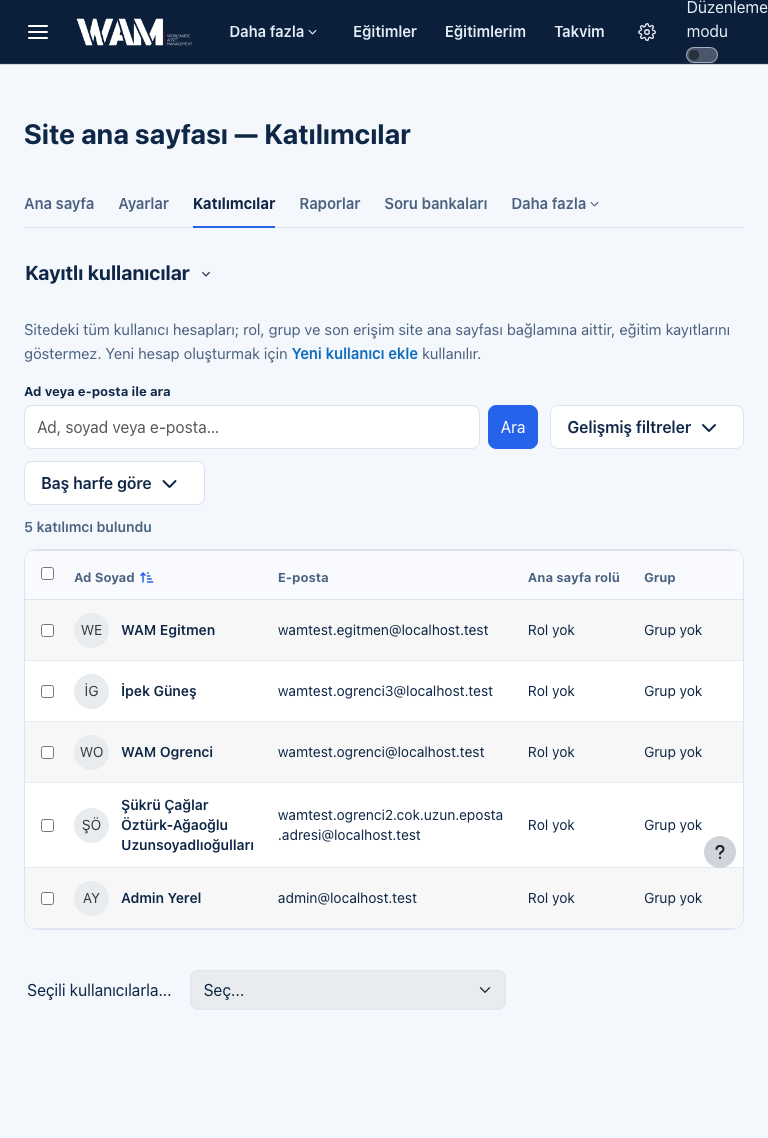 WAM
Daha fazla
Eğitimler
Eğitimlerim
Takvim
Düzenleme
modu
Site ana sayfası — Katılımcılar
Ana sayfa
Ayarlar
Katılımcılar
Raporlar
Soru bankaları
Daha fazla
Kayıtlı kullanıcılar
Sitedeki tüm kullanıcı hesapları; rol, grup ve son erişim site ana sayfası bağlamına aittir, eğitim kayıtlarını
göstermez. Yeni hesap oluşturmak için Yeni kullanıcı ekle kullanılır.
Ad veya e-posta ile ara
Ad, soyad veya e-posta...
Ara
Gelişmiş filtreler
Baş harfe göre
5 katılımcı bulundu
Ad Soyad E-posta Ana sayfa rolü Grup
WE WAM Egitmen wamtest.egitmen@localhost.test Rol yok Grup yok
İG İpek Güneş wamtest.ogrenci3@localhost.test Rol yok Grup yok
WO WAM Ogrenci wamtest.ogrenci@localhost.test Rol yok Grup yok
ŞÖ
Şükrü Çağlar
Öztürk-Ağaoğlu
Uzunsoyadlıoğulları
wamtest.ogrenci2.cok.uzun.eposta
.adresi@localhost.test
Rol yok
Grup yok
?
AY Admin Yerel admin@localhost.test Rol yok Grup yok
Seçili kullanıcılarla...
Seç...